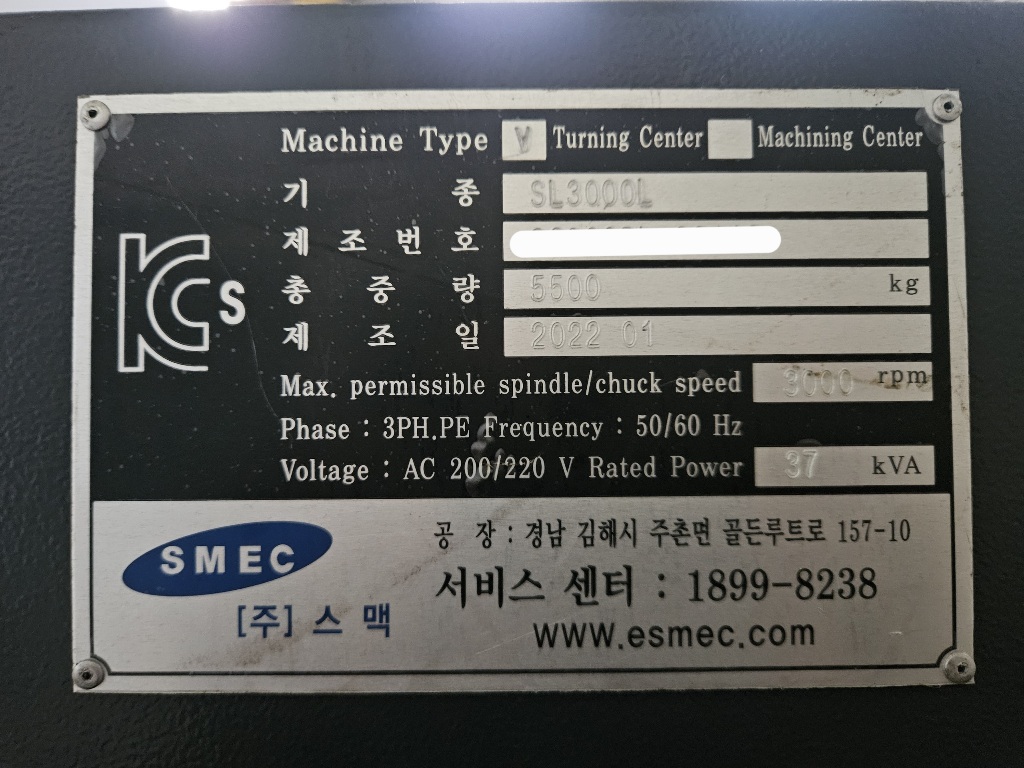 Machine Type V Turning Center Machining Center
기 종 SL3000L
제 조 번 호
총 중 량 5500 kg
제 조 일 2022 01
Max. permissible spindle/chuck speed 3000 rpm
Phase : 3PH.PE Frequency : 50/60 Hz
Voltage : AC 200/220 V Rated Power 37 kVA
KCs
공 장 : 경남 김해시 주촌면 골든루트로 157-10
SMEC
서비스 센터 : 1899-8238
[주] 스 맥
www.esmec.com